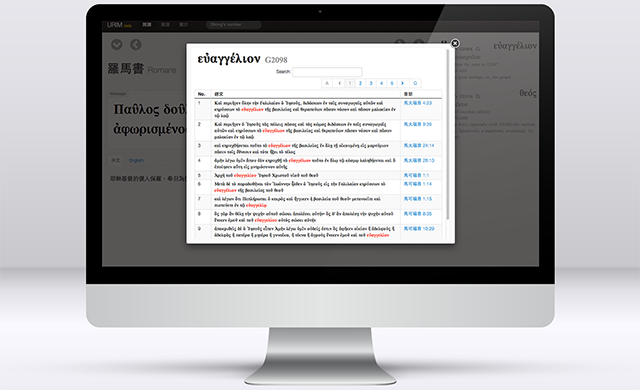 URIM beta 閱讀
羅馬書 Romans
εὐαγγέλιον G2098
Search:
1 2 3 4 5 6
No. 經文 章節
1 Καὶ περιῆγεν ὅλην τὴν Γαλιλαίαν ὁ Ἰησοῦς, διδάσκων ἐν ταῖς συναγωγαῖς αὐτῶν καὶ 馬太福音 4:23
κηρύσσων τὸ εὐαγγέλιον τῆς βασιλείας καὶ θεραπεύων πᾶσαν νόσον καὶ πᾶσαν μαλακίαν ἐν
τῷ λαῷ
2 Καὶ περιῆγεν ὁ Ἰησοῦς τὰς πόλεις πάσας καὶ τὰς κώμας διδάσκων ἐν ταῖς συναγωγαῖς 馬太福音 9:35
αὐτῶν καὶ κηρύσσων τὸ εὐαγγέλιον τῆς βασιλείας καὶ θεραπεύων πᾶσαν νόσον καὶ πᾶσαν
μαλακίαν
3 καὶ κηρυχθήσεται τοῦτο τὸ εὐαγγέλιον τῆς βασιλείας ἐν ὅλῃ τῇ οἰκουμένῃ εἰς μαρτύριον 馬太福音 24:14
πᾶσιν τοῖς ἔθνεσιν καὶ τότε ἥξει τὸ τέλος
4 ἀμὴν λέγω ὑμῖν ὅπου ἐὰν κηρυχθῇ τὸ εὐαγγέλιον τοῦτο ἐν ὅλῳ τῷ κόσμῳ λαληθήσεται καὶ ὃ 馬太福音 26:13
ἐποίησεν αὕτη εἰς μνημόσυνον αὐτῆς
5 Ἀρχὴ τοῦ εὐαγγελίου Ἰησοῦ Χριστοῦ υἱοῦ τοῦ θεοῦ 馬可福音 1:1
6 Μετὰ δὲ τὸ παραδοθῆναι τὸν Ἰωάννην ἦλθεν ὁ Ἰησοῦς εἰς τὴν Γαλιλαίαν κηρύσσων τὸ 馬可福音 1:14
εὐαγγέλιον τῆς βασιλείας τοῦ θεοῦ
7 καὶ λέγων ὅτι Πεπλήρωται ὁ καιρὸς καὶ ἤγγικεν ἡ βασιλεία τοῦ θεοῦ· μετανοεῖτε καὶ 馬可福音 1:15
πιστεύετε ἐν τῷ εὐαγγελίῳ
8 ὃς γὰρ ἂν θέλῃ τὴν ψυχὴν αὐτοῦ σῶσαι ἀπολέσει αὐτήν· ὃς δ' ἂν ἀπολέσῃ τὴν ψυχὴν αὐτοῦ 馬可福音 8:35
ἕνεκεν ἐμοῦ καὶ τοῦ εὐαγγελίου σώσει αὐτήν
9 ἀποκριθεὶς δὲ ὁ Ἰησοῦς εἶπεν Ἀμὴν λέγω ὑμῖν οὐδείς ἐστιν ὃς ἀφῆκεν οἰκίαν ἢ ἀδελφοὺς ἢ 馬可福音 10:29
ἀδελφὰς ἢ πατέρα ἢ μητέρα ἢ γυναῖκα, ἢ τέκνα ἢ ἀγροὺς ἕνεκεν ἐμοῦ καὶ τοῦ εὐαγγελίου
Παῦλος δοῦλ
ἀφωρισμένο
English
耶穌基督的僕人保羅，奉召為
εὐαγγέλιον
θεός